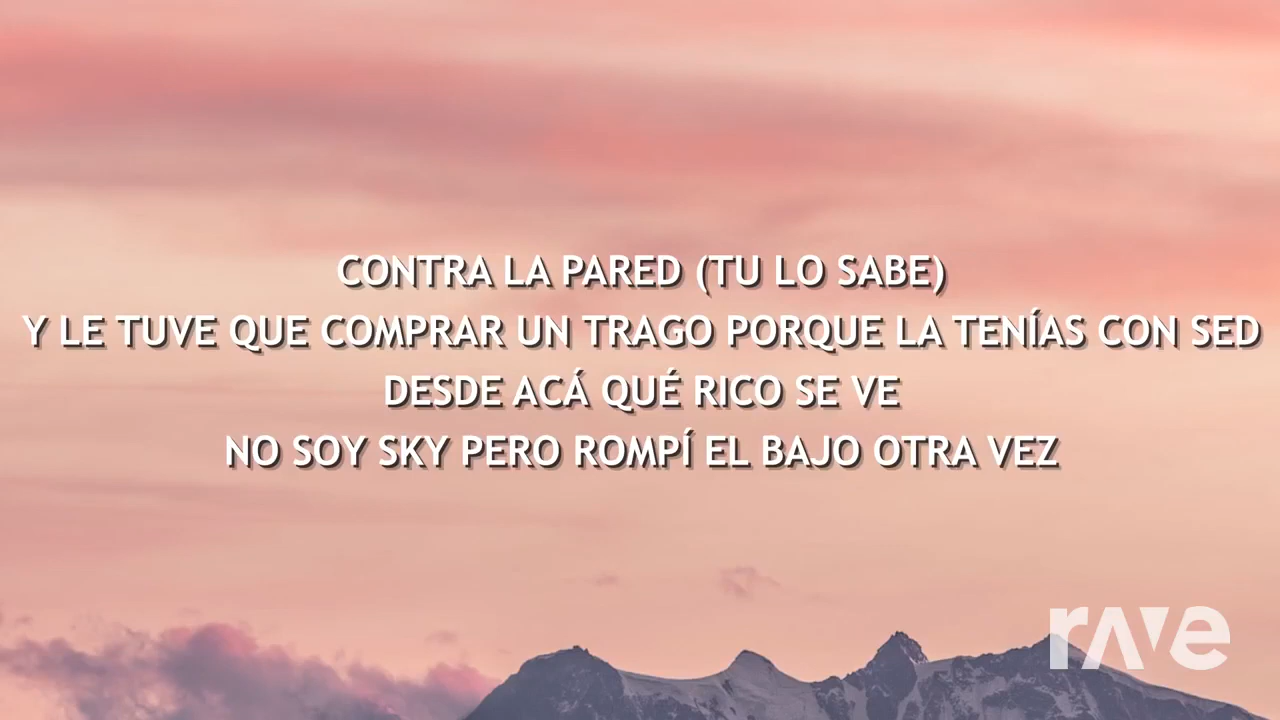 CONTRA LA PARED (TU LO SABE)
Y LE TUVE QUE COMPRAR UN TRAGO PORQUE LA TENÍAS CON SED
DESDE ACÁ QUÉ RICO SE VE
NO SOY SKY PERO ROMPÍ EL BAJO OTRA VEZ
rave